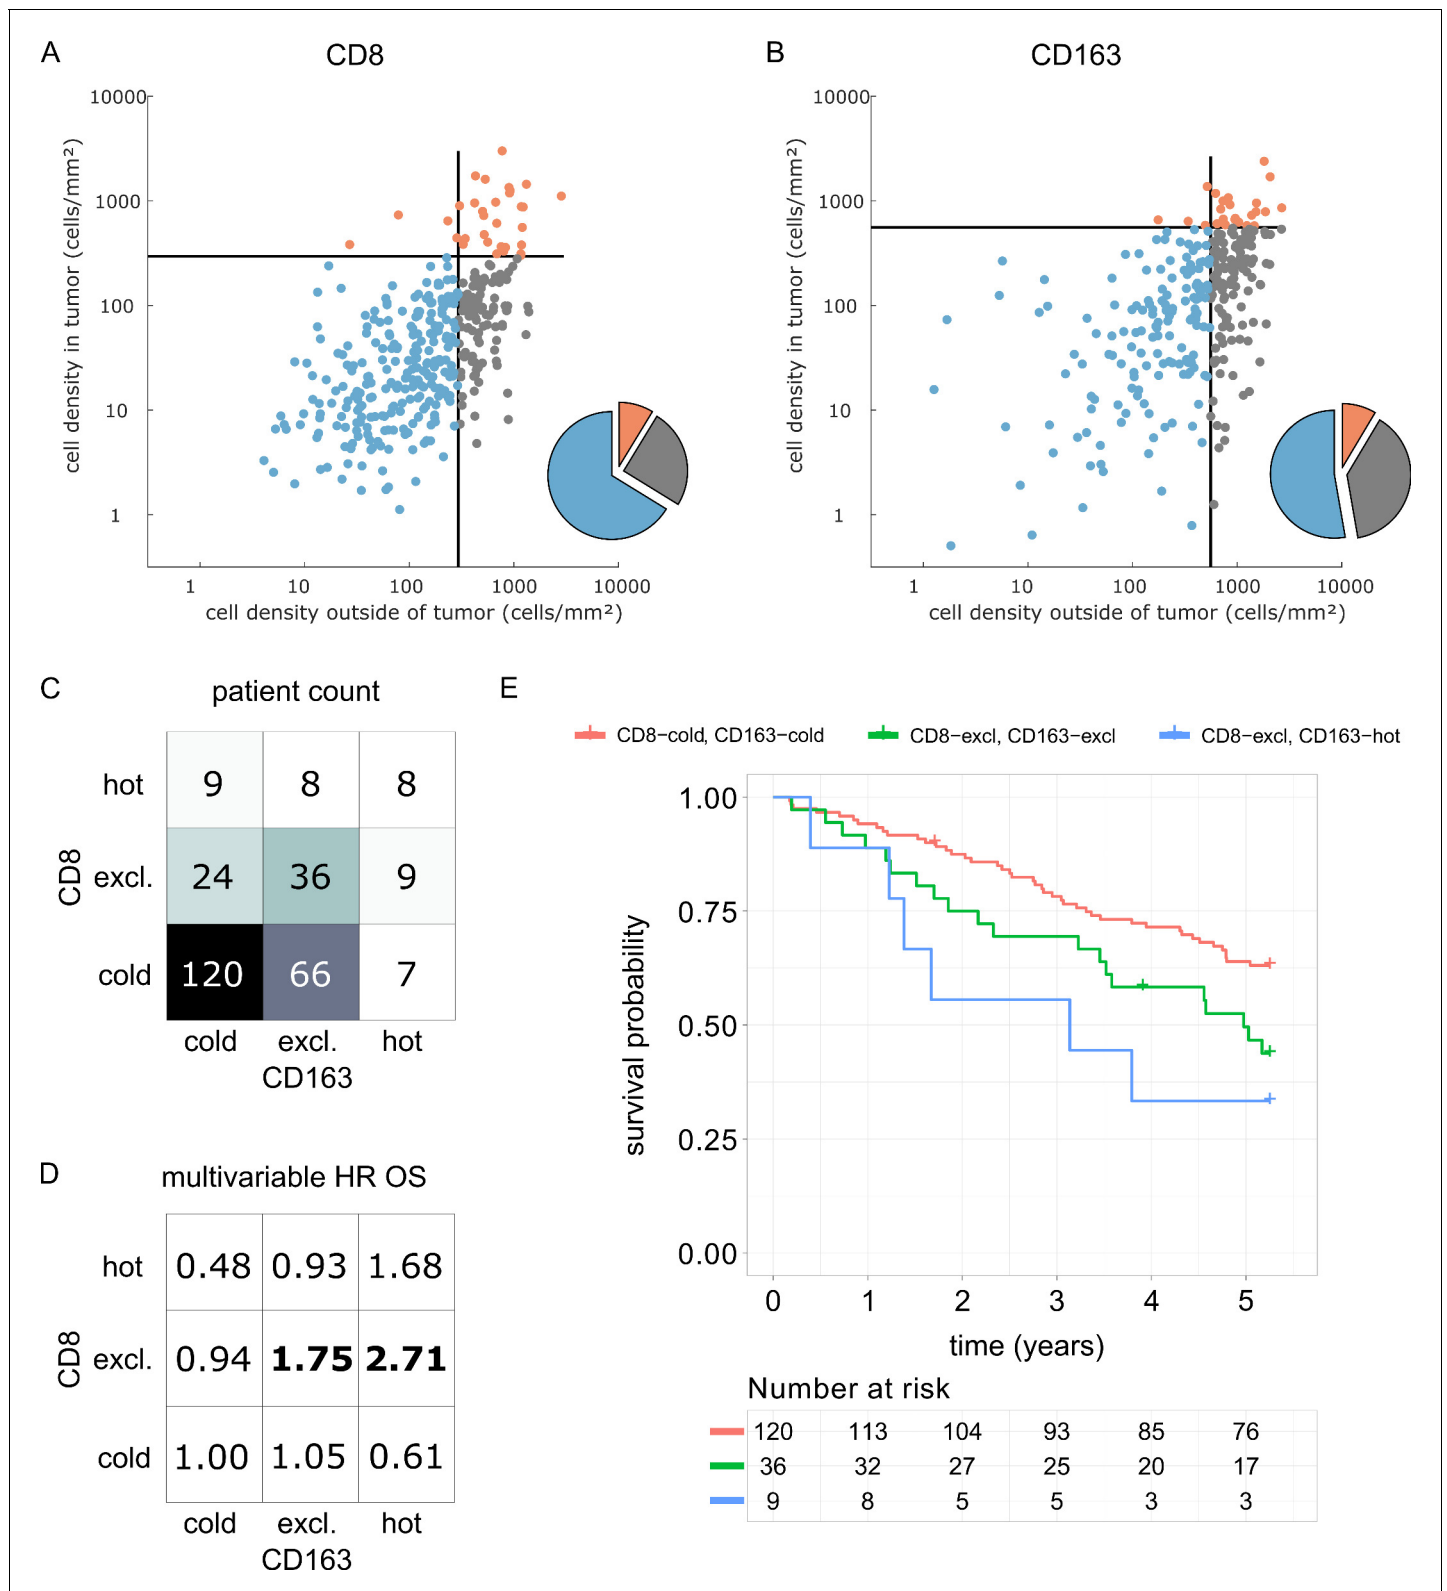 A
CD8
10000
1000
100
10
1
cell density in tumor (cells/mm²)
1 10 100 1000 10000
cell density outside of tumor (cells/mm²)
B
CD163
10000
1000
100
10
1
cell density in tumor (cells/mm²)
1 10 100 1000 10000
cell density outside of tumor (cells/mm²)
C
patient count
hot 9 8 8
CD8
excl. 24 36 9
cold 120 66 7
cold excl. hot
CD163
D
multivariable HR OS
hot 0.48 0.93 1.68
CD8
excl. 0.94 1.75 2.71
cold 1.00 1.05 0.61
cold excl. hot
CD163
E
CD8−cold, CD163−cold CD8−excl, CD163−excl CD8−excl, CD163−hot
1.00
0.75
0.50
0.25
0.00
survival probability
0 1 2 3 4 5
time (years)
Number at risk
120 113 104 93 85 76
36 32 27 25 20 17
9 8 5 5 3 3